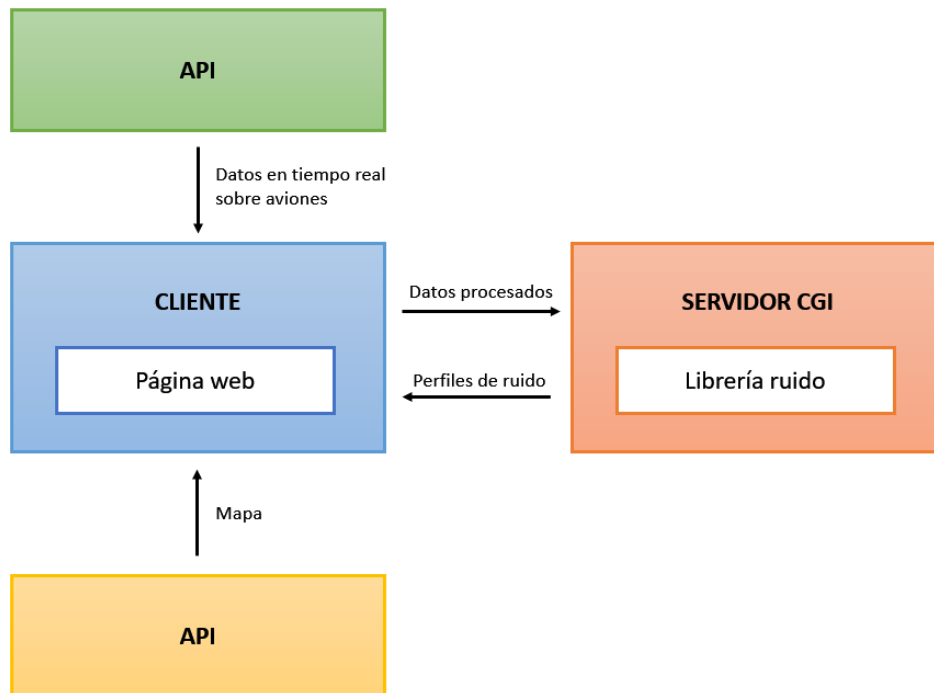 API
Datos en tiempo real
sobre aviones
CLIENTE
Página web
Datos procesados
Perfiles de ruido
SERVIDOR CGI
Librería ruido
Mapa
API